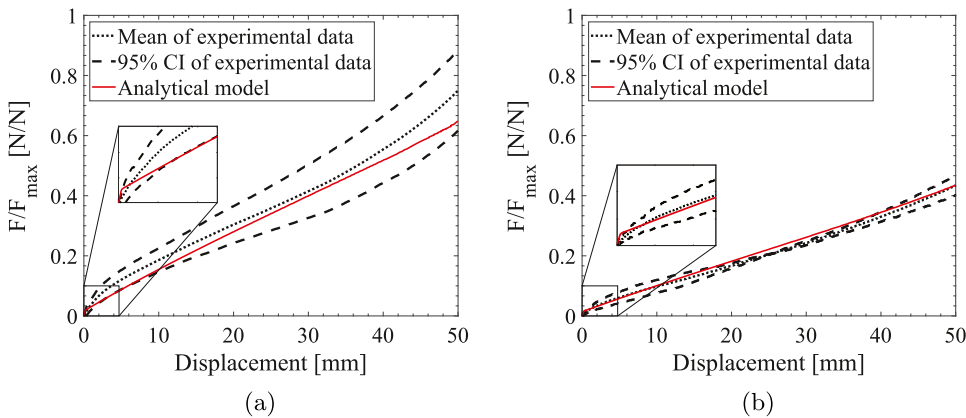 1
0.8
0.6
0.4
0.2
0
F/F_max [N/N]
Mean of experimental data
95% CI of experimental data
Analytical model
0 10 20 30 40 50
Displacement [mm]
(a)
1
0.8
0.6
0.4
0.2
0
F/F_max [N/N]
Mean of experimental data
95% CI of experimental data
Analytical model
0 10 20 30 40 50
Displacement [mm]
(b)